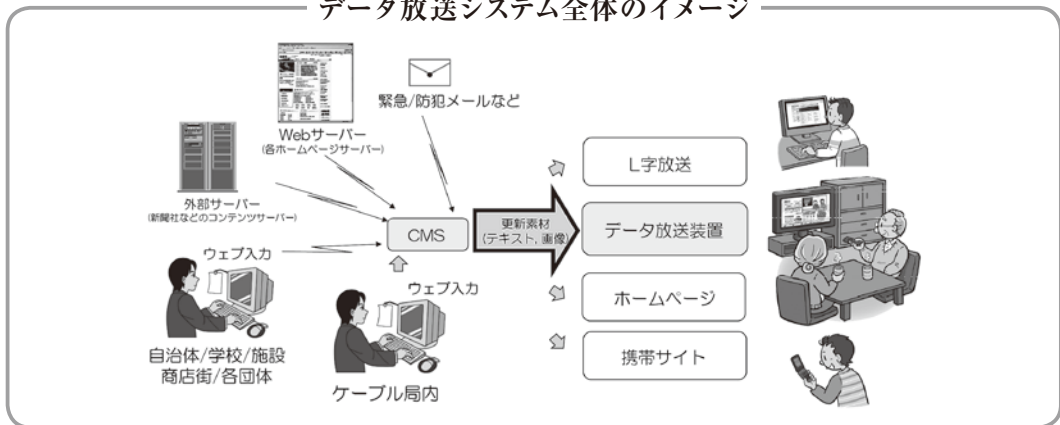 データ放送システム全体のイメージ
緊急/防犯メールなど
Webサーバー
(各ホームページサーバー)
外部サーバー
(新聞社などのコンテンツサーバー)
ウェブ入力
自治体/学校/施設
商店街/各団体
ウェブ入力
ケーブル局内
CMS
更新素材
(テキスト,画像)
L字放送
データ放送装置
ホームページ
携帯サイト